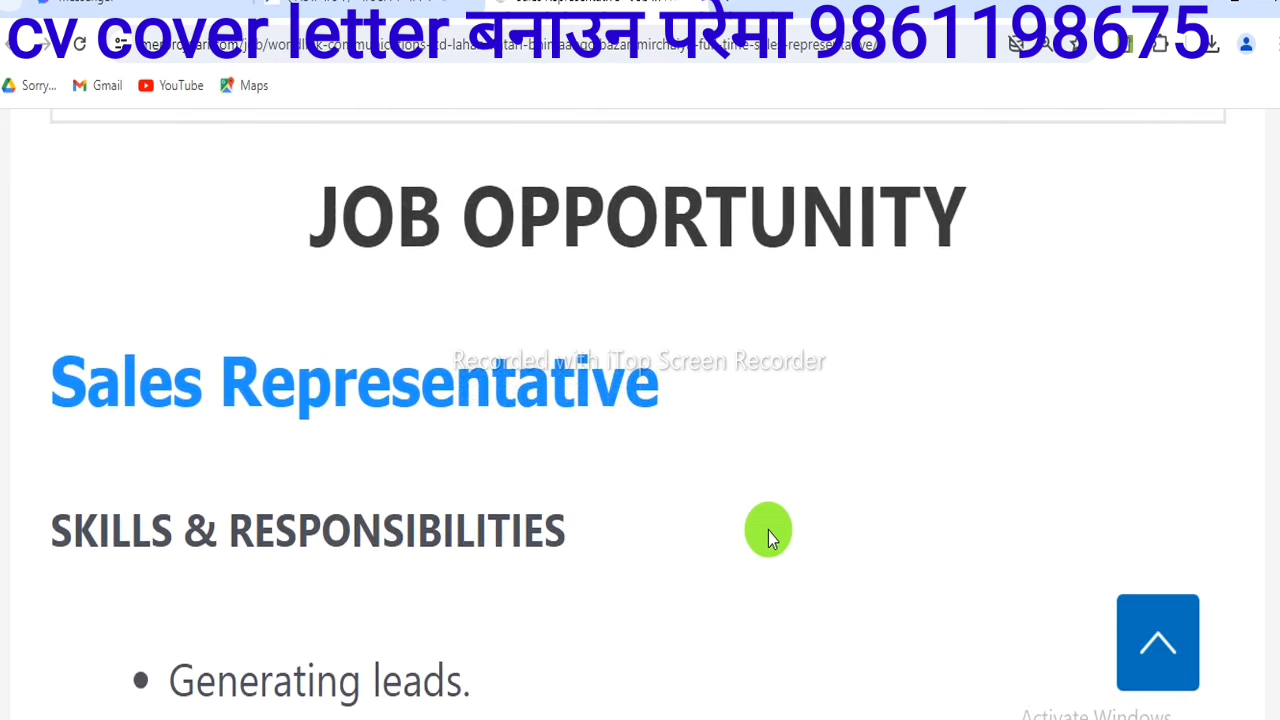 cv cover letter बनाउन परेमा 9861198675
Sorry... Gmail YouTube Maps
JOB OPPORTUNITY
Sales Representative
Recorded with iTop Screen Recorder
SKILLS & RESPONSIBILITIES
• Generating leads.
Activate Windows